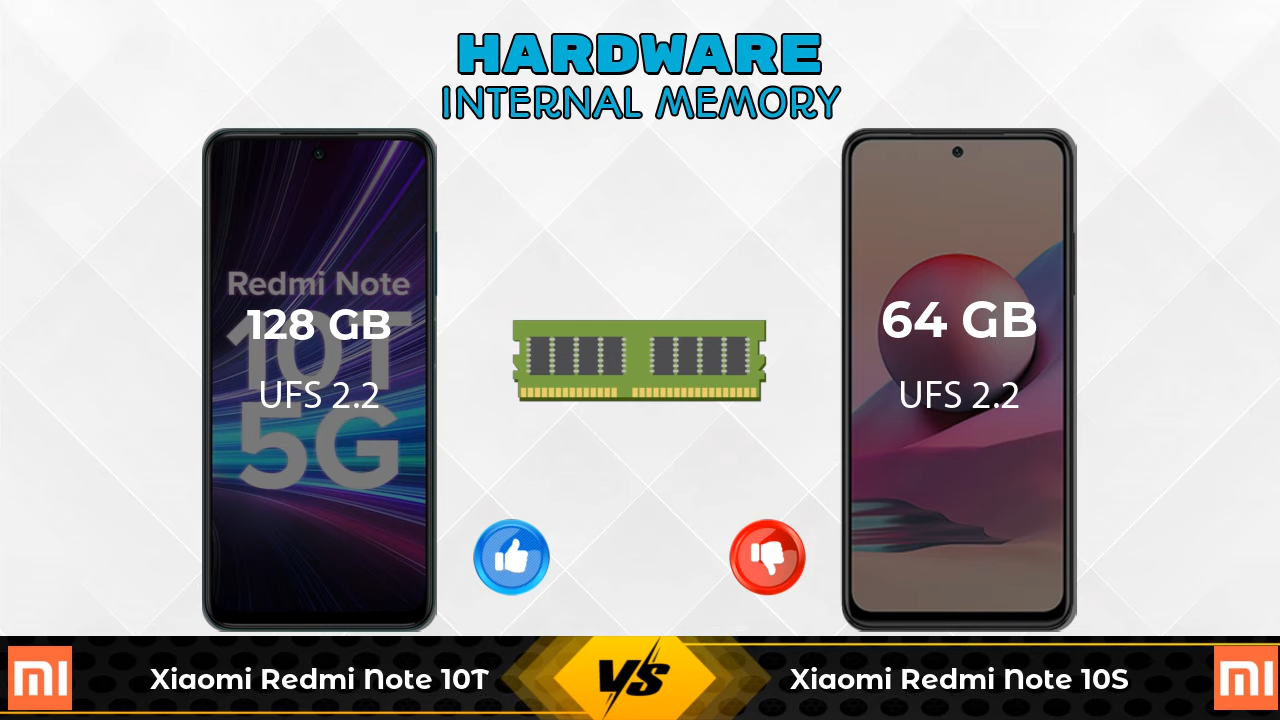 HARDWARE
INTERNAL MEMORY
Redmi Note
10T
5G
128 GB
UFS 2.2
64 GB
UFS 2.2
mi
Xiaomi Redmi Note 10T
VS
Xiaomi Redmi Note 10S
mi